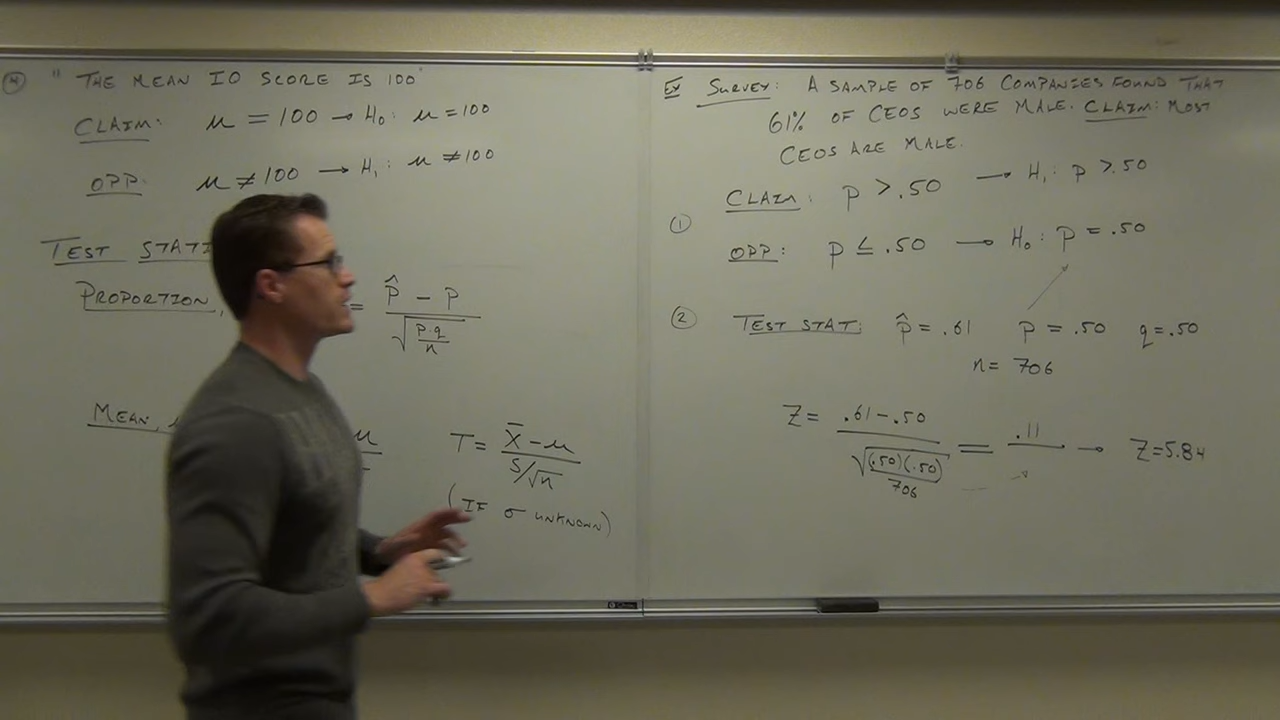 ④ " THE MEAN IQ SCORE IS 100"
CLAIM: μ = 100 → H₀: μ = 100
OPP: μ ≠ 100 → H₁: μ ≠ 100
TEST STATI
PROPORTION, = p̂ - p
√(p·q/n)
MEAN, μ
T = (x̄ - μ)/(s/√n)
(IF σ UNKNOWN)
EX SURVEY: A SAMPLE OF 706 COMPANIES FOUND THAT
61% OF CEOS WERE MALE. CLAIM: MOST
CEOS ARE MALE.
① CLAIM: p > .50 → H₁: p > .50
OPP: p ≤ .50 → H₀: p = .50
② TEST STAT: p̂ = .61 p = .50 q = .50
n = 706
Z = .61 - .50 = .11 → Z = 5.84
√((.50)(.50)/706)